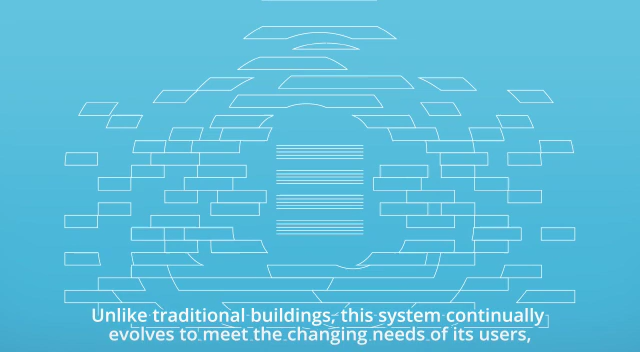 Unlike traditional buildings, this system continually
evolves to meet the changing needs of its users,